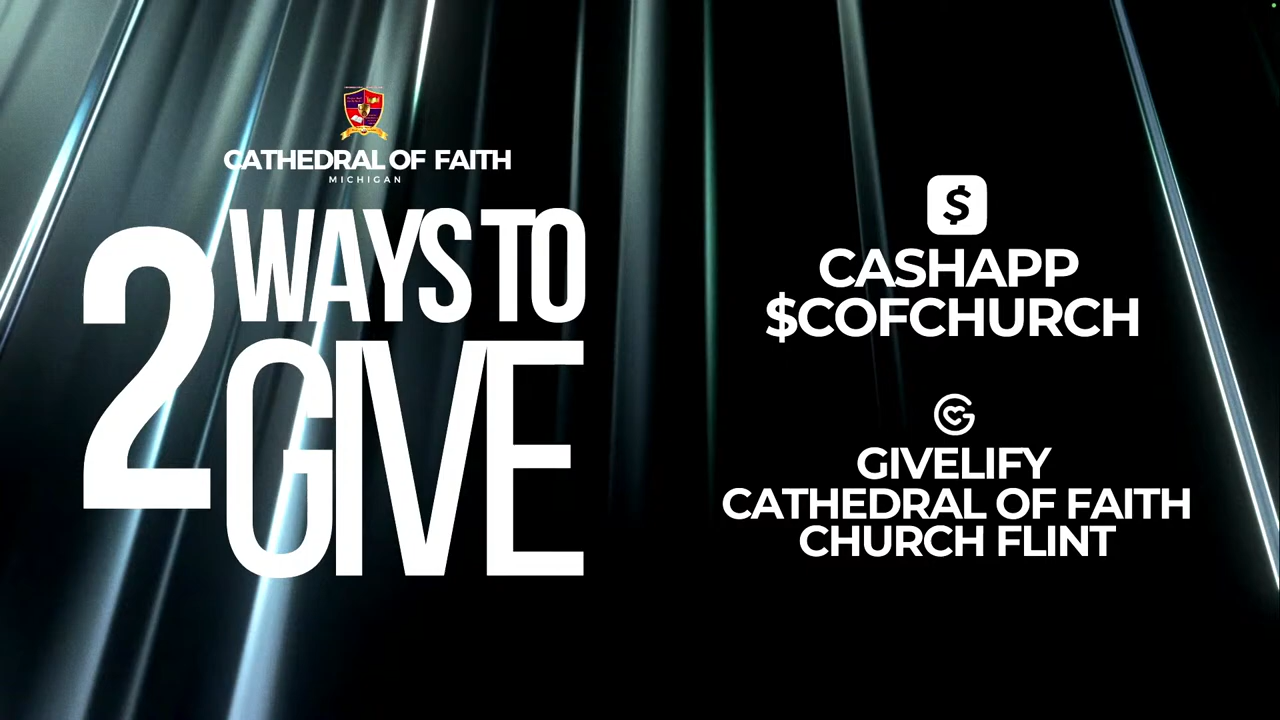 CATHEDRAL OF FAITH
MICHIGAN
2 WAYS TO
GIVE
$
CASHAPP
$COFCHURCH
GIVELIFY
CATHEDRAL OF FAITH
CHURCH FLINT